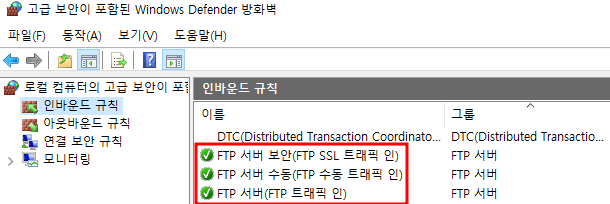 고급 보안이 포함된 Windows Defender 방화벽
파일(F) 동작(A) 보기(V) 도움말(H)
로컬 컴퓨터의 고급 보안이 포함
인바운드 규칙
아웃바운드 규칙
연결 보안 규칙
모니터링
인바운드 규칙
이름 그룹
DTC(Distributed Transaction Coordinato... DTC(Distributed Transactio...
FTP 서버 보안(FTP SSL 트래픽 인) FTP 서버
FTP 서버 수동(FTP 수동 트래픽 인) FTP 서버
FTP 서버(FTP 트래픽 인) FTP 서버